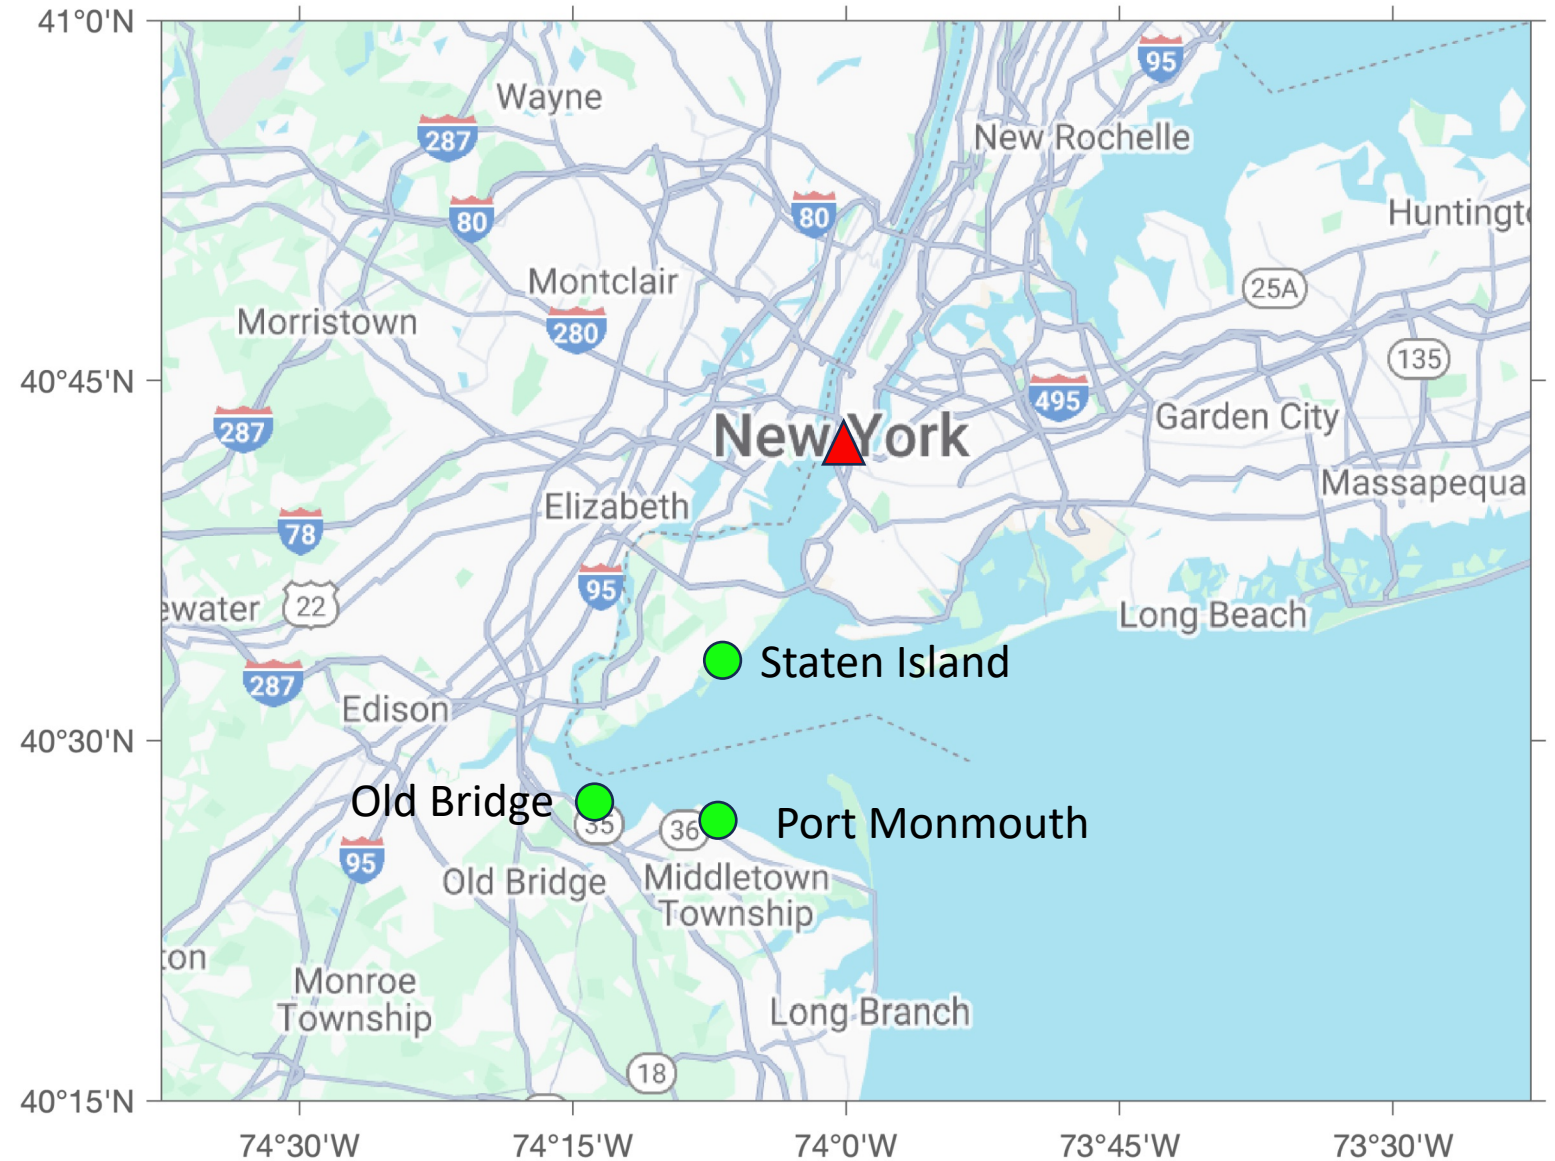 41°0'N
95
Wayne
287
New Rochelle
80
80
Huntingt
Montclair
25A
Morristown
280
40°45'N
135
495
287
Garden City
New York
Massapequa
Elizabeth
78
95
22
ewater
Long Beach
Staten Island
287
Edison
40°30'N
Old Bridge
35
36
Port Monmouth
95
Old Bridge
Middletown
Township
ton
Monroe
Township
Long Branch
18
40°15'N
74°30'W
74°15'W
74°0'W
73°45'W
73°30'W